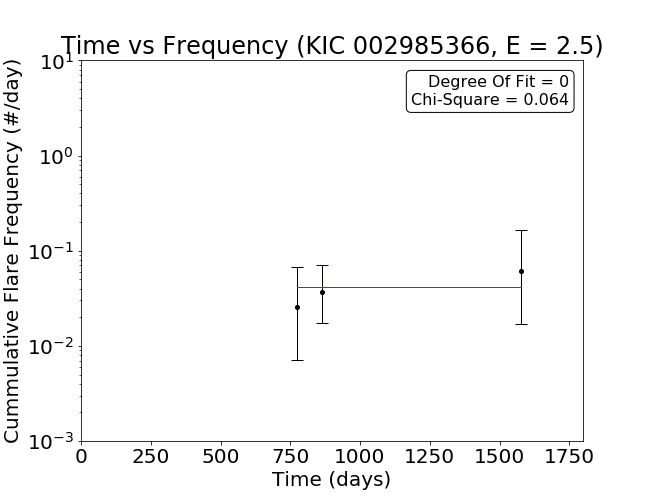 Time vs Frequency (KIC 002985366, E = 2.5)
Degree Of Fit = 0
Chi-Square = 0.064
Cummulative Flare Frequency (#/day)
10¹
10⁰
10⁻¹
10⁻²
10⁻³
0 250 500 750 1000 1250 1500 1750
Time (days)